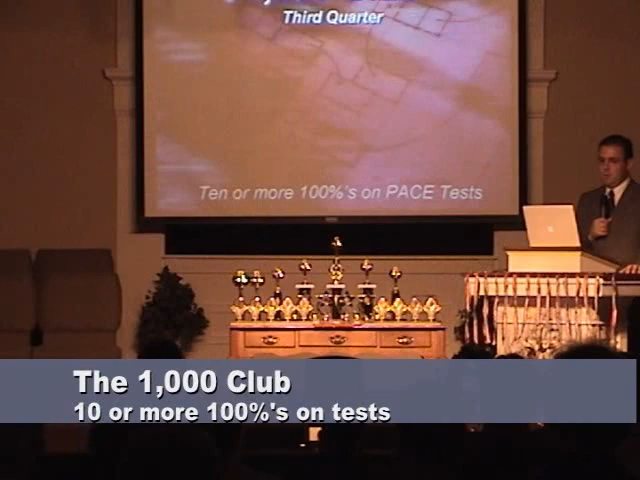 Third Quarter
Ten or more 100%'s on PACE Tests
The 1,000 Club
10 or more 100%'s on tests